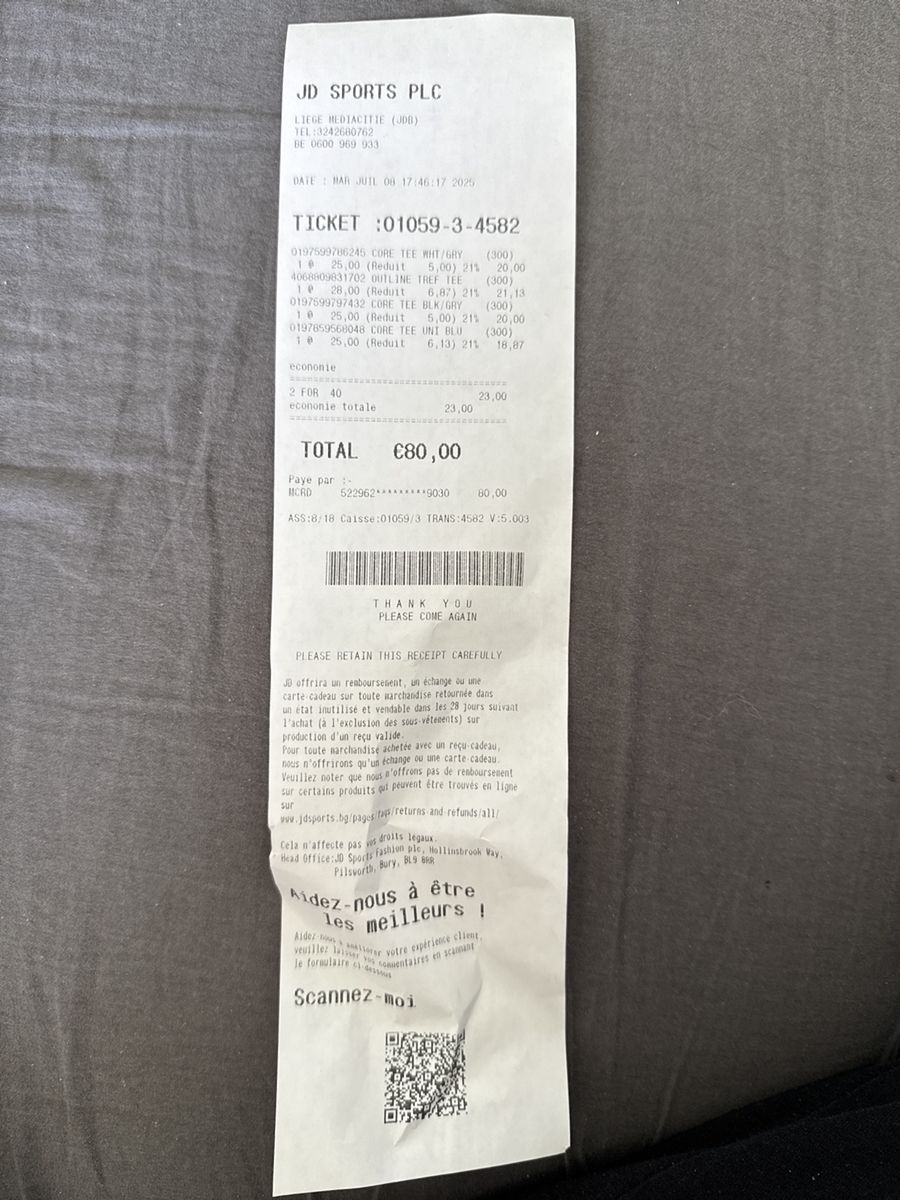 JD SPORTS PLC
LIEGE MEDIACITIE (JDB)
TEL:3242680762
BE 0600 969 933
DATE : MAR JUIL 08 17:46:17 2025
TICKET :01059-3-4582
0197599786245 CORE TEE WHT/GRY (300)
1 @ 25,00 (Reduit 5,00) 21% 20,00
4068809831702 OUTLINE TREF TEE (300)
1 @ 28,00 (Reduit 6,87) 21% 21,13
0197599797432 CORE TEE BLK/GRY (300)
1 @ 25,00 (Reduit 5,00) 21% 20,00
0197859568048 CORE TEE UNI BLU (300)
1 @ 25,00 (Reduit 6,13) 21% 18,87
economie
========================================
2 FOR 40 23,00
economie totale 23,00
========================================
TOTAL €80,00
Paye par :-
MCRD 522962*********9030 80,00
ASS:8/18 Caisse:01059/3 TRANS:4582 V:5.003
T H A N K Y O U
PLEASE COME AGAIN
PLEASE RETAIN THIS RECEIPT CAREFULLY
JD offrira un remboursement, un échange ou une
carte-cadeau sur toute marchandise retournée dans
un état inutilisé et vendable dans les 28 jours suivant
l'achat (à l'exclusion des sous-vêtements) sur
production d'un reçu valide.
Pour toute marchandise achetée avec un reçu-cadeau,
nous n'offrirons qu'un échange ou une carte-cadeau.
Veuillez noter que nous n'offrons pas de remboursement
sur certains produits qui peuvent être trouvés en ligne
sur
www.jdsports.bg/pages/faqs/returns-and-refunds/all/
Cela n'affecte pas vos droits legaux.
Head Office:JD Sports Fashion plc, Hollinsbrook Way,
Pilsworth, Bury, BL9 8RR
Aidez-nous à être
les meilleurs !
Aidez-nous à améliorer votre expérience client,
veuillez laisser vos commentaires en scannant
le formulaire ci-dessous
Scannez-moi